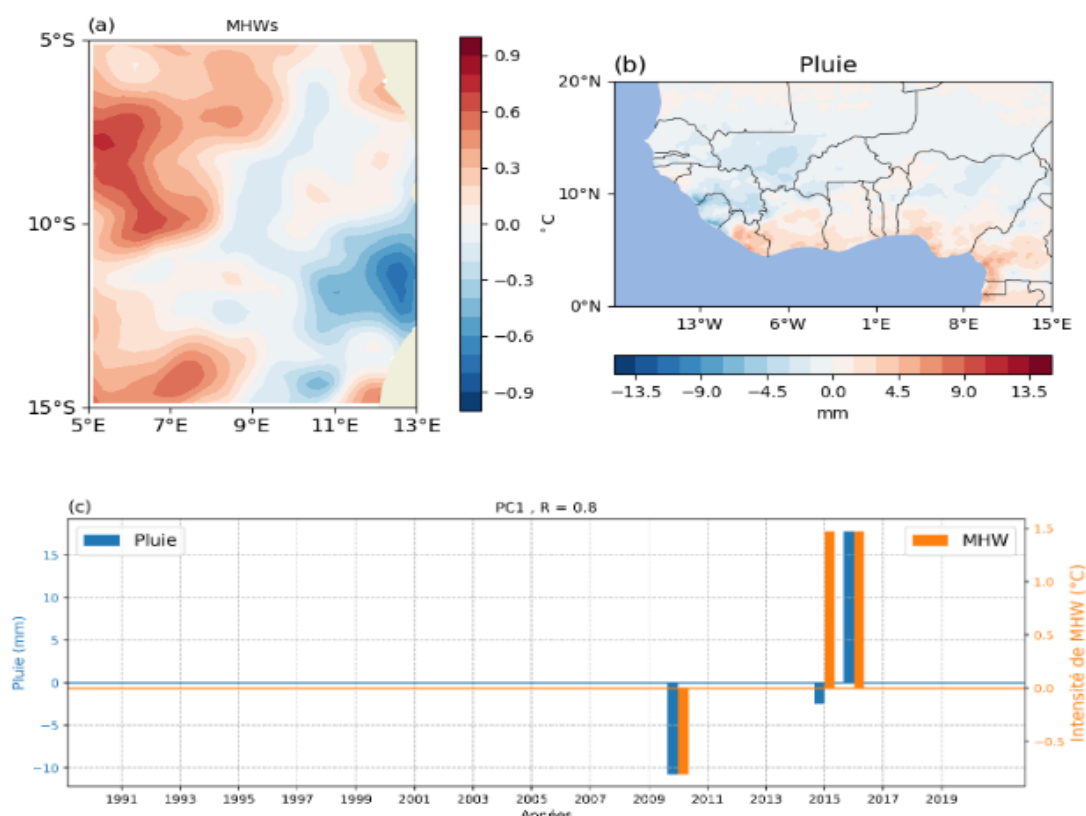 (a)
MHWs
5°S
10°S
15°S
5°E 7°E 9°E 11°E 13°E
0.9
0.6
0.3
0.0
−0.3
−0.6
−0.9
°C
(b)
Pluie
20°N
10°N
0°N
13°W 6°W 1°E 8°E 15°E
−13.5 −9.0 −4.5 0.0 4.5 9.0 13.5
mm
(c)
PC1 , R = 0.8
Pluie
MHW
Pluie (mm)
15
10
5
0
−5
−10
1.5
1.0
0.5
0.0
−0.5
Intensité de MHW (°C)
1991 1993 1995 1997 1999 2001 2003 2005 2007 2009 2011 2013 2015 2017 2019
Années